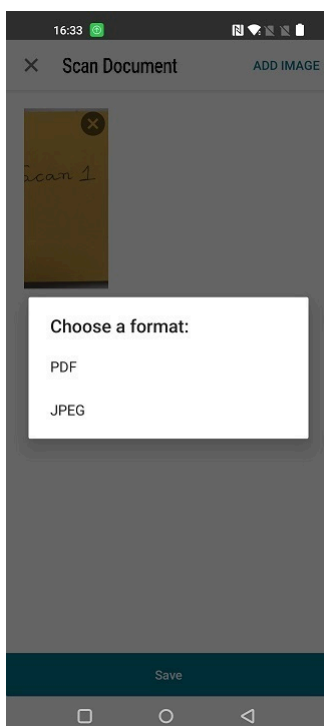 16:33
Scan Document
ADD IMAGE
Scan 1
Choose a format:
PDF
JPEG
Save